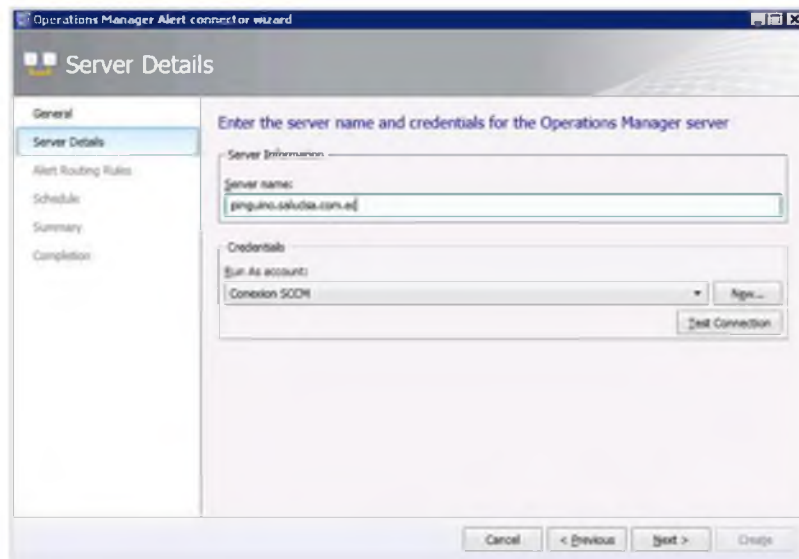 Operations Manager Alert connector wizard
Server Details
General
Server Details
Alert Routing Rules
Schedule
Summary
Completion
Enter the server name and credentials for the Operations Manager server
Server Information
Server name:
pinguino.saludsa.com.ec
Credentials
Run As account:
Conexion SCCM
New...
Test Connection
Cancel
< Previous
Next >
Create